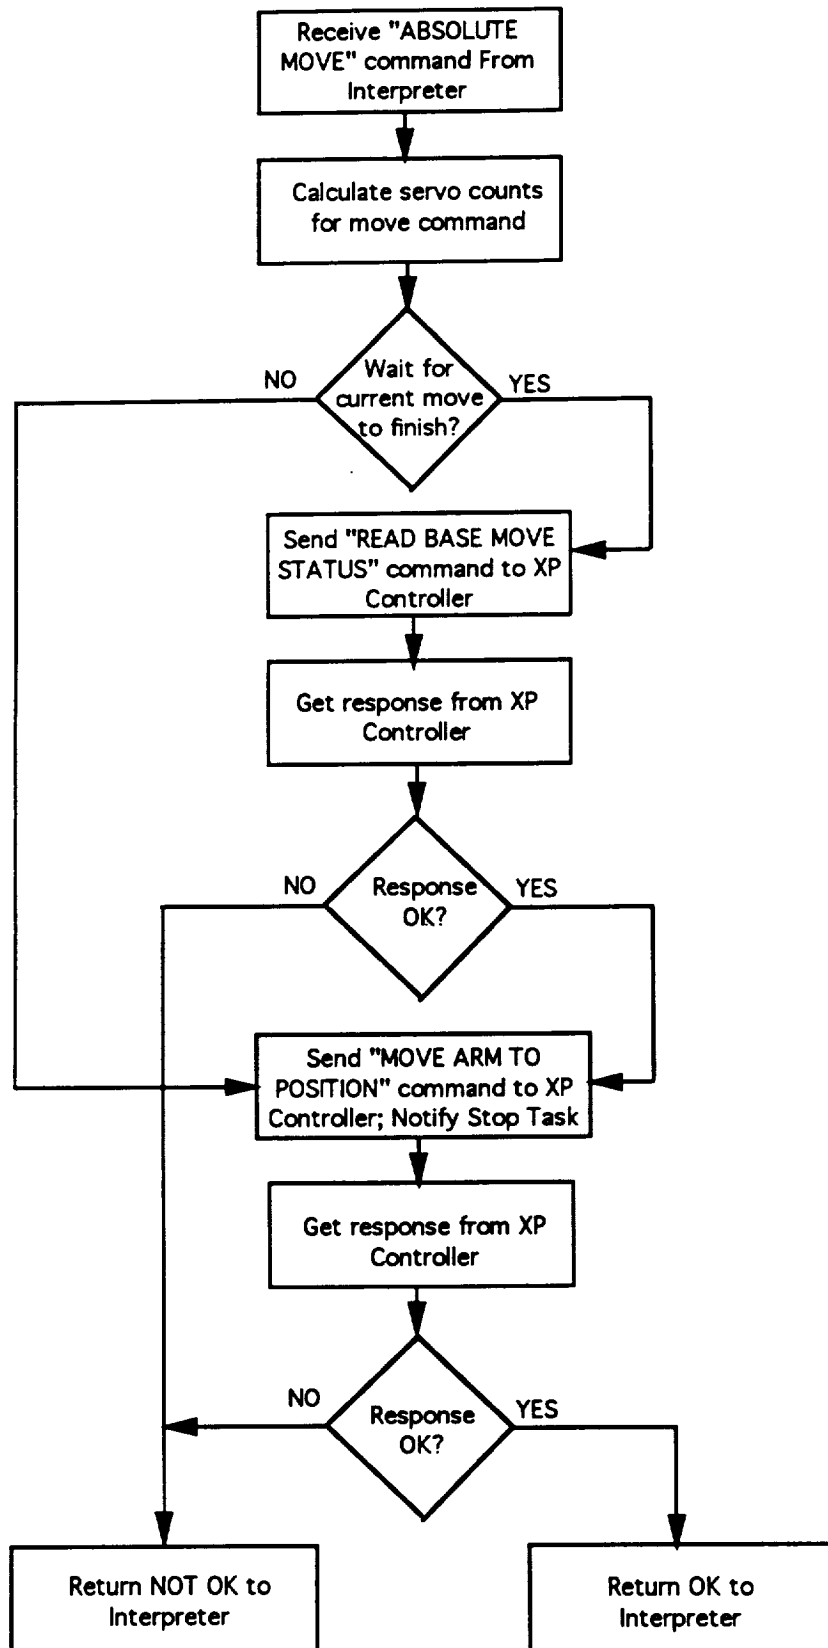 Receive "ABSOLUTE
MOVE" command From
Interpreter
Calculate servo counts
for move command
Wait for
current move
to finish?
NO
YES
Send "READ BASE MOVE
STATUS" command to XP
Controller
Get response from XP
Controller
Response
OK?
NO
YES
Send "MOVE ARM TO
POSITION" command to XP
Controller; Notify Stop Task
Get response from XP
Controller
Response
OK?
NO
YES
Return NOT OK to
Interpreter
Return OK to
Interpreter